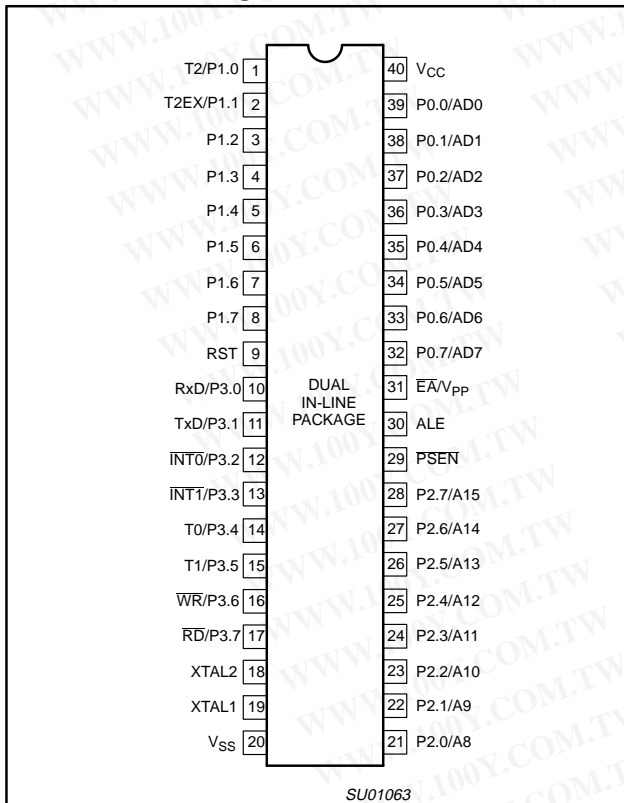 T2/P1.0 1 40 VCC
T2EX/P1.1 2 39 P0.0/AD0
P1.2 3 38 P0.1/AD1
P1.3 4 37 P0.2/AD2
P1.4 5 36 P0.3/AD3
P1.5 6 35 P0.4/AD4
P1.6 7 34 P0.5/AD5
P1.7 8 33 P0.6/AD6
RST 9 32 P0.7/AD7
RxD/P3.0 10 31 E̅A̅/VPP
TxD/P3.1 11 30 ALE
I̅N̅T̅0̅/P3.2 12 29 P̅S̅E̅N̅
I̅N̅T̅1̅/P3.3 13 28 P2.7/A15
T0/P3.4 14 27 P2.6/A14
T1/P3.5 15 26 P2.5/A13
W̅R̅/P3.6 16 25 P2.4/A12
R̅D̅/P3.7 17 24 P2.3/A11
XTAL2 18 23 P2.2/A10
XTAL1 19 22 P2.1/A9
VSS 20 21 P2.0/A8
DUAL
IN-LINE
PACKAGE
SU01063
WWW.100Y.COM.TW